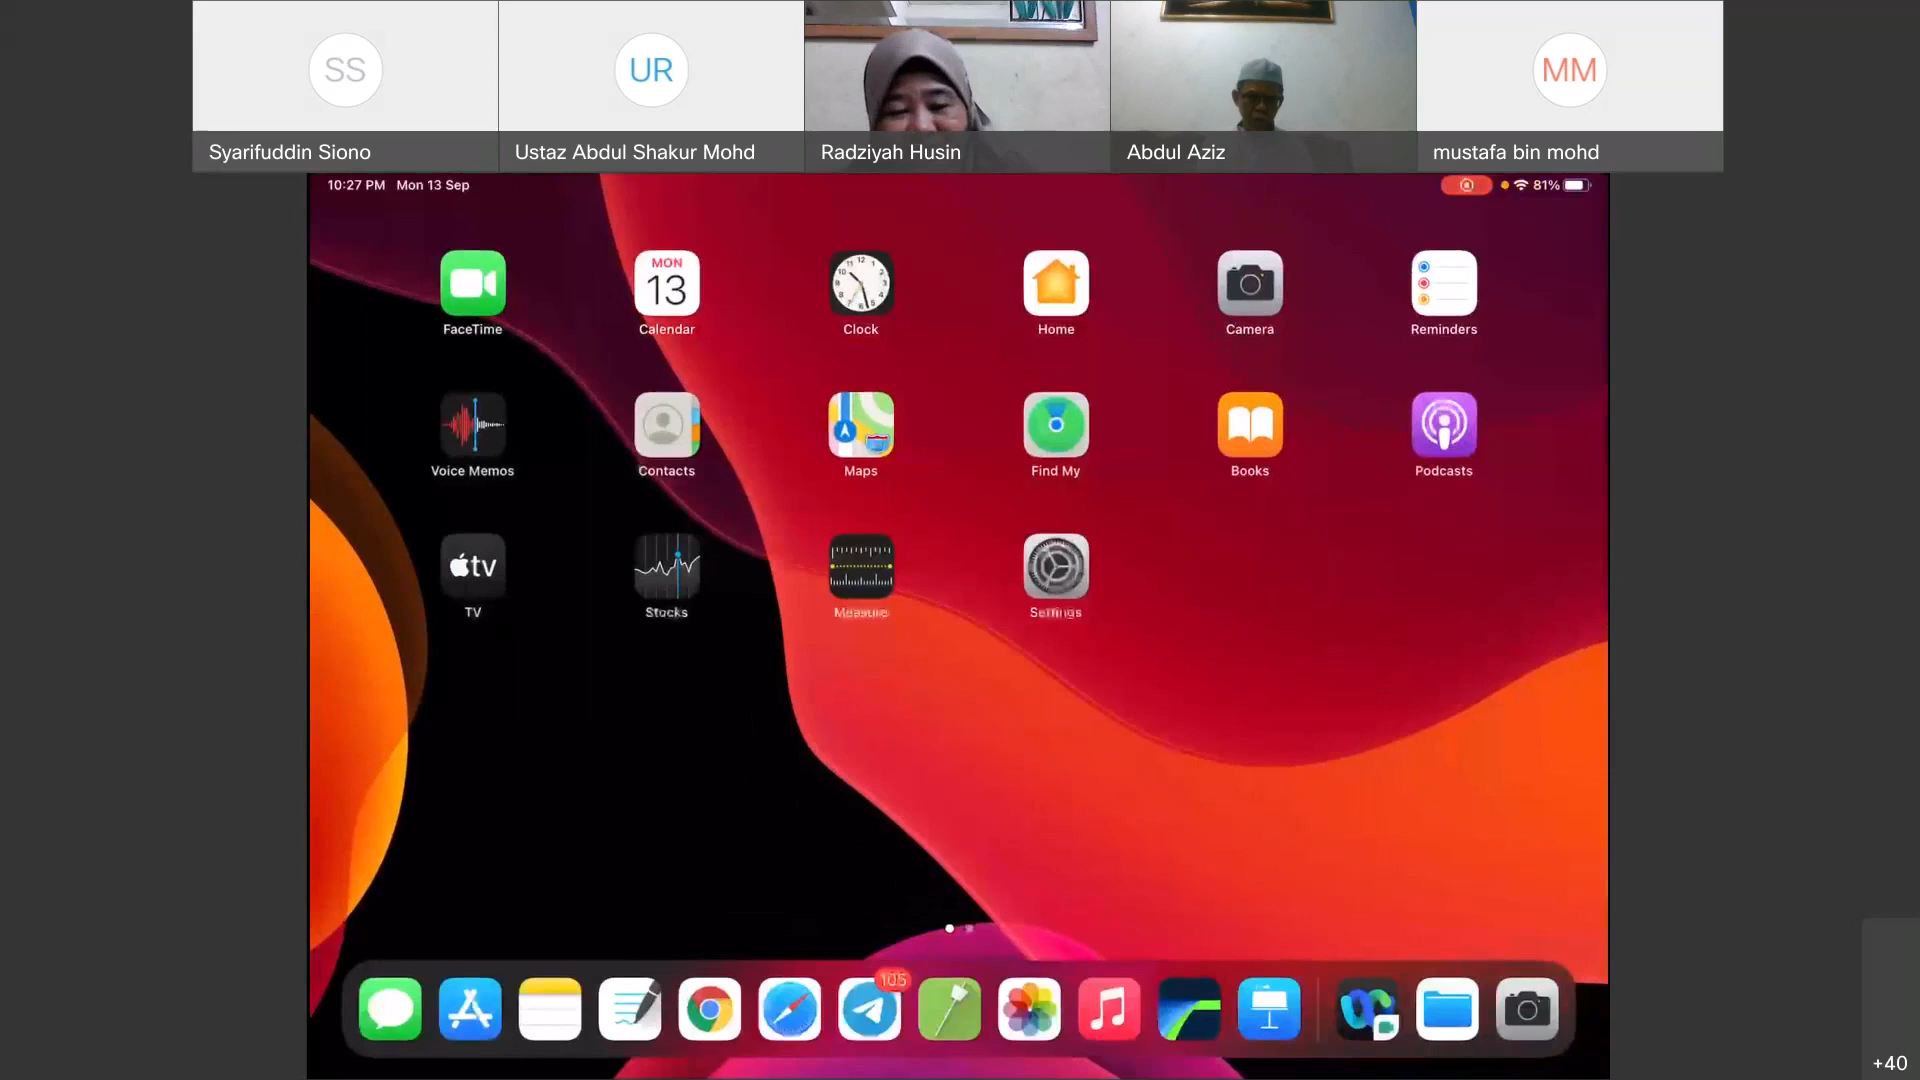 SS
UR
MM
Syarifuddin Siono
Ustaz Abdul Shakur Mohd
Radziyah Husin
Abdul Aziz
mustafa bin mohd
10:27 PM Mon 13 Sep
81%
MON
13
FaceTime
Calendar
Clock
Home
Camera
Reminders
Voice Memos
Contacts
Maps
Find My
Books
Podcasts
tv
TV
Stocks
Measure
Settings
105
+40